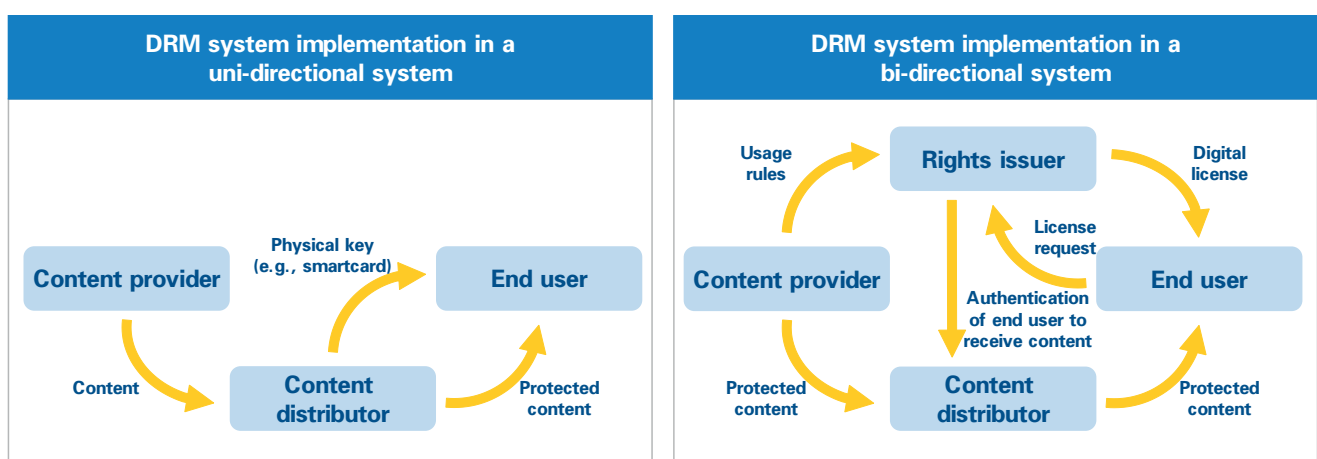 DRM system implementation in a
uni-directional system
Physical key
(e.g., smartcard)
Content provider
End user
Content
Content
distributor
Protected
content
DRM system implementation in a
bi-directional system
Usage
rules
Rights issuer
Digital
license
License
request
Content provider
End user
Authentication
of end user to
receive content
Protected
content
Content
distributor
Protected
content